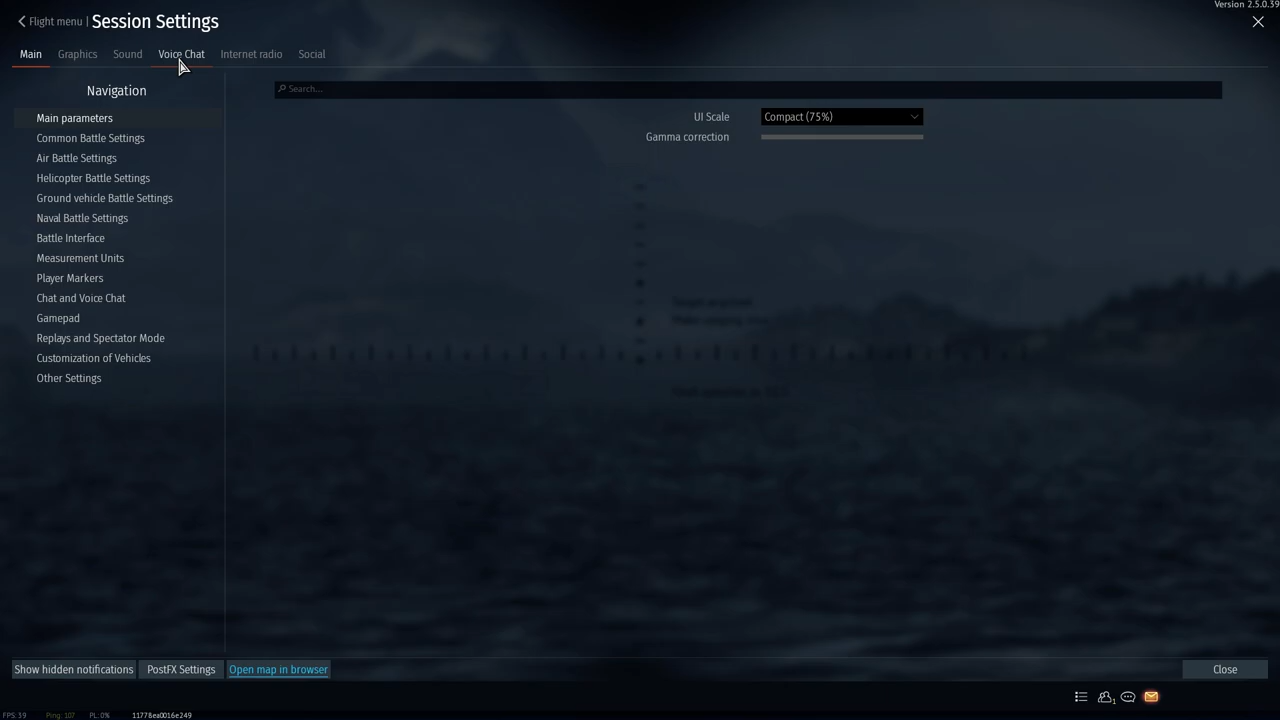 Version 2.5.0.39
Flight menu | Session Settings
Main Graphics Sound Voice Chat Internet radio Social
Navigation
Search...
Main parameters
UI Scale Compact (75%)
Gamma correction
Common Battle Settings
Air Battle Settings
Helicopter Battle Settings
Ground vehicle Battle Settings
Naval Battle Settings
Battle Interface
Measurement Units
Player Markers
Chat and Voice Chat
Gamepad
Replays and Spectator Mode
Customization of Vehicles
Other Settings
Show hidden notifications PostFX Settings Open map in browser Close
1
FPS: 39 Ping: 107 PL: 0% 11778ea0016e249